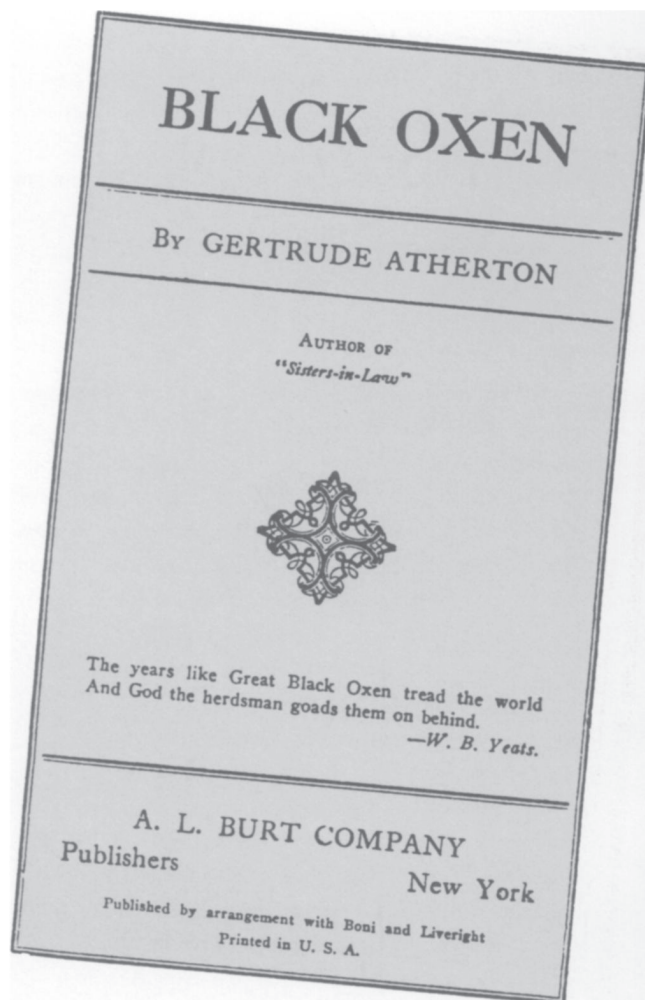 BLACK OXEN
By GERTRUDE ATHERTON
AUTHOR OF
"Sisters-in-Law"
The years like Great Black Oxen tread the world
And God the herdsman goads them on behind.
—W. B. Yeats.
A. L. BURT COMPANY
Publishers
New York
Published by arrangement with Boni and Liveright
Printed in U. S. A.